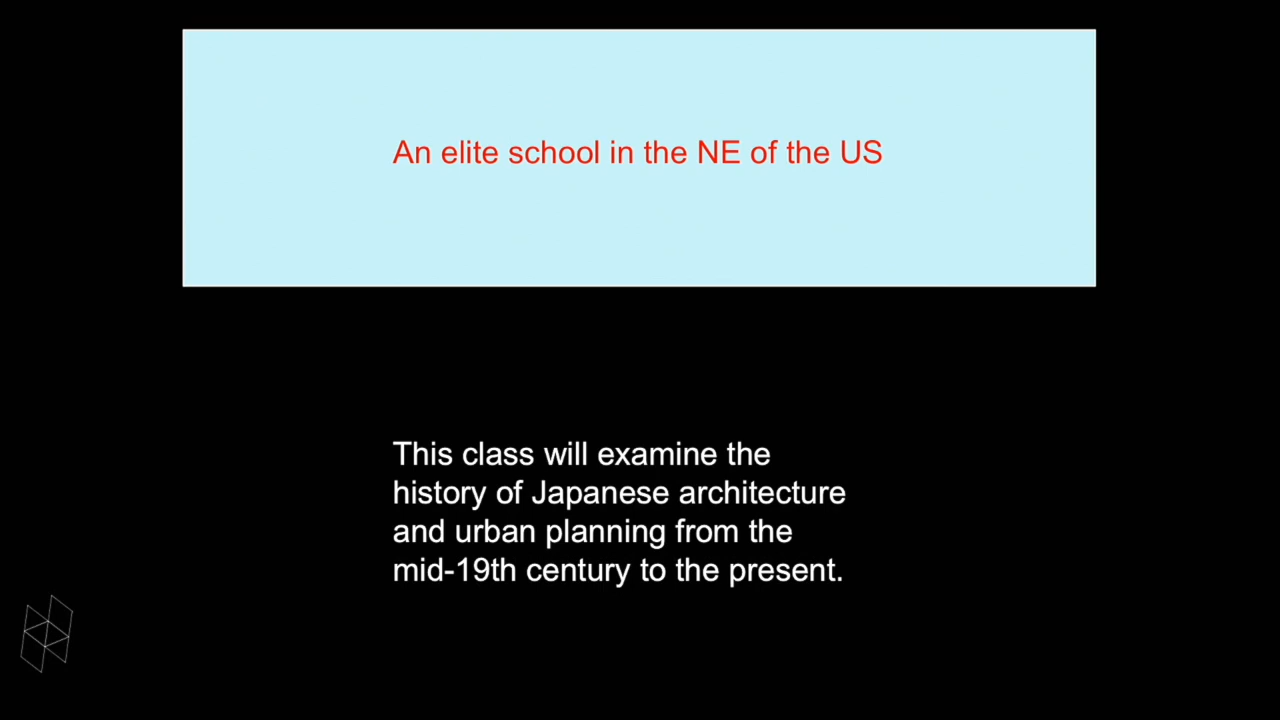 An elite school in the NE of the US
This class will examine the
history of Japanese architecture
and urban planning from the
mid-19th century to the present.